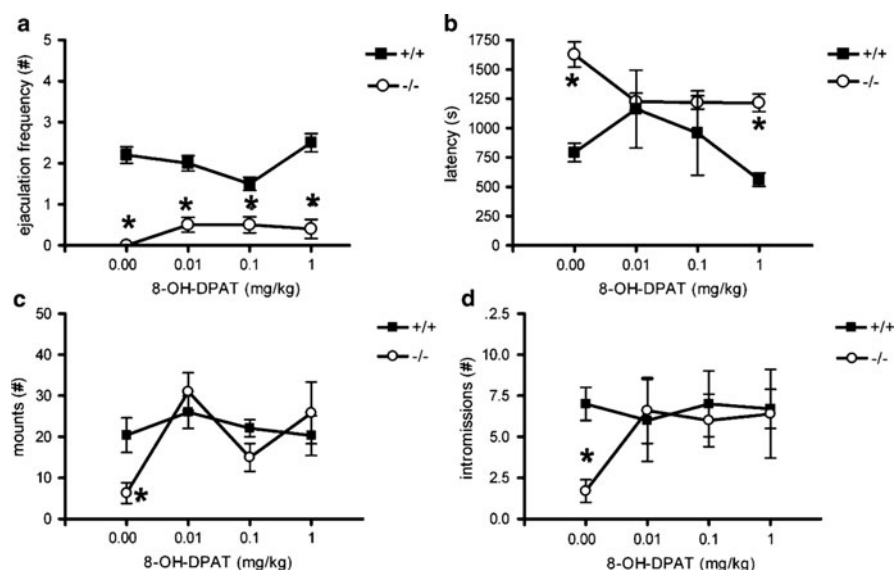 a
ejaculation frequency (#)
5
4
3
2
1
0
+/+
-/-
*
*
*
*
0.00 0.01 0.1 1
8-OH-DPAT (mg/kg)
b
latency (s)
1750
1500
1250
1000
750
500
250
0
+/+
-/-
*
*
0.00 0.01 0.1 1
8-OH-DPAT (mg/kg)
c
mounts (#)
50
40
30
20
10
0
+/+
-/-
*
0.00 0.01 0.1 1
8-OH-DPAT (mg/kg)
d
intromissions (#)
.2.5
10.0
7.5
5.0
2.5
0.0
+/+
-/-
*
0.00 0.01 0.1 1
8-OH-DPAT (mg/kg)